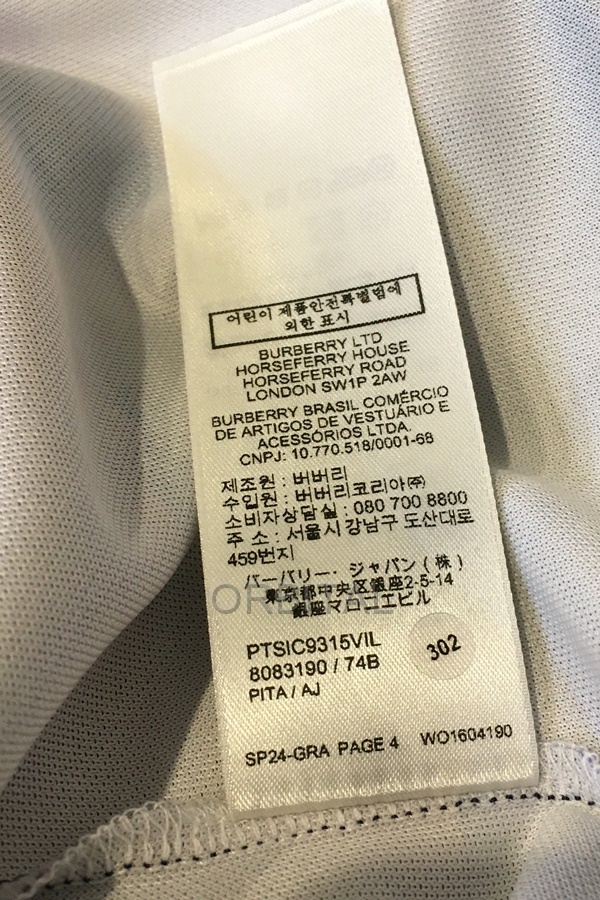 어린이 제품안전특별법에
의한 표시
BURBERRY LTD
HORSEFERRY HOUSE
HORSEFERRY ROAD
LONDON SW1P 2AW
BURBERRY BRASIL COMÉRCIO
DE ARTIGOS DE VESTUÁRIO E
ACESSÓRIOS LTDA.
CNPJ: 10.770.518/0001-68
제조원 : 버버리
수입원 : 버버리코리아㈜
소비자상담실 : 080 700 8800
주 소 : 서울시 강남구 도산대로
459번지
バーバリー・ジャパン ( 株 )
東京都中央区銀座2-5-14
銀座マロニエビル
PTSIC9315VIL
302
8083190 / 74B
PITA / AJ
SP24-GRA PAGE 4 WO1604190